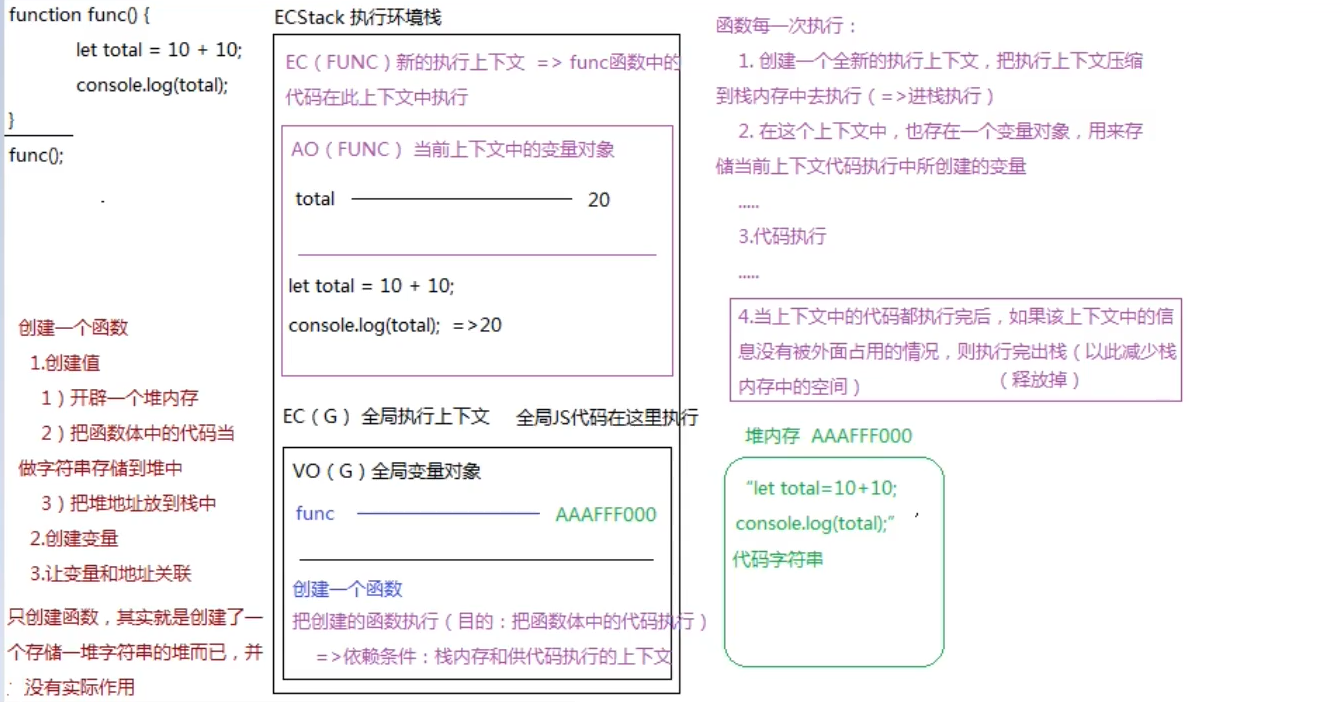 function func() {
let total = 10 + 10;
console.log(total);
}
func();
创建一个函数
1.创建值
1）开辟一个堆内存
2）把函数体中的代码当
做字符串存储到堆中
3）把堆地址放到栈中
2.创建变量
3.让变量和地址关联
只创建函数，其实就是创建了一
个存储一堆字符串的堆而已，并
没有实际作用
ECStack 执行环境栈
EC（FUNC）新的执行上下文 => func函数中的
代码在此上下文中执行
AO（FUNC） 当前上下文中的变量对象
total 20
let total = 10 + 10;
console.log(total); =>20
EC（G） 全局执行上下文 全局JS代码在这里执行
VO（G）全局变量对象
func AAAFFF000
创建一个函数
把创建的函数执行（目的：把函数体中的代码执行）
=>依赖条件：栈内存和供代码执行的上下文
函数每一次执行：
1. 创建一个全新的执行上下文，把执行上下文压缩
到栈内存中去执行（=>进栈执行）
2. 在这个上下文中，也存在一个变量对象，用来存
储当前上下文代码执行中所创建的变量
.....
3.代码执行
.....
4.当上下文中的代码都执行完后，如果该上下文中的信
息没有被外面占用的情况，则执行完出栈（以此减少栈
内存中的空间） （释放掉）
堆内存 AAAFFF000
“let total=10+10;
console.log(total);”
代码字符串